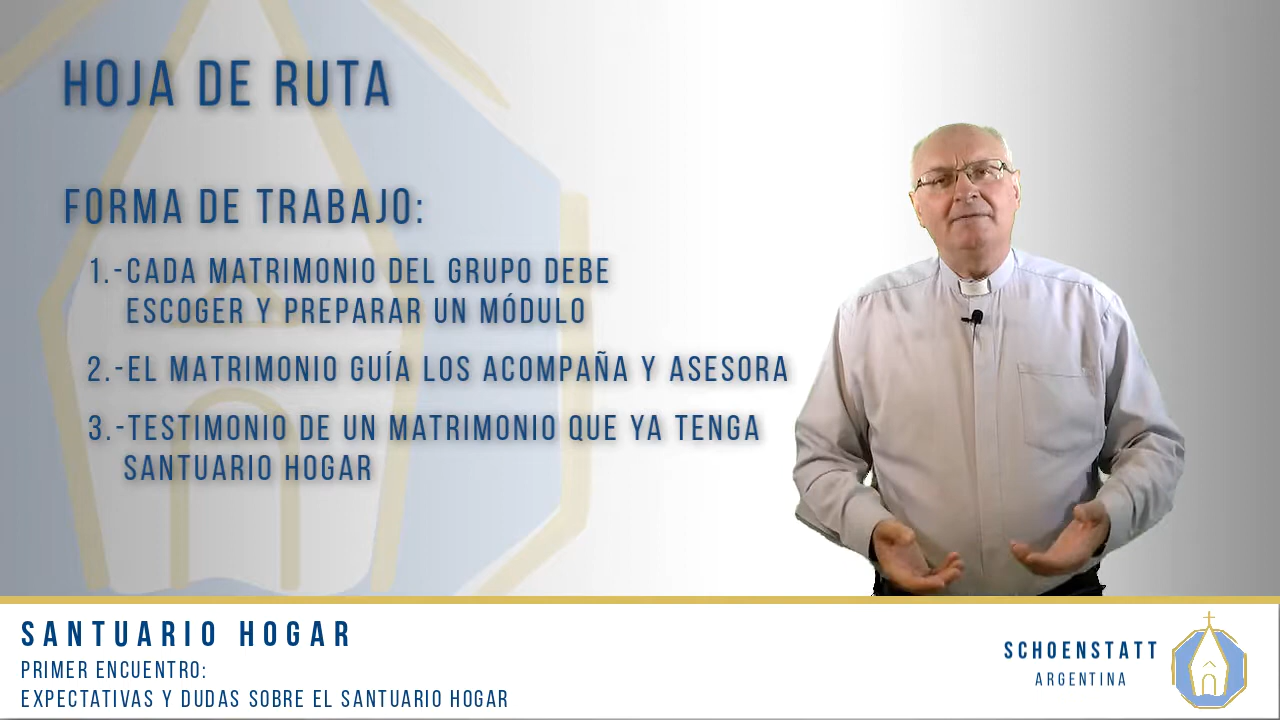 HOJA DE RUTA
FORMA DE TRABAJO:
1.-CADA MATRIMONIO DEL GRUPO DEBE
ESCOGER Y PREPARAR UN MÓDULO
2.-EL MATRIMONIO GUÍA LOS ACOMPAÑA Y ASESORA
3.-TESTIMONIO DE UN MATRIMONIO QUE YA TENGA
SANTUARIO HOGAR
SANTUARIO HOGAR
PRIMER ENCUENTRO:
EXPECTATIVAS Y DUDAS SOBRE EL SANTUARIO HOGAR
SCHOENSTATT
ARGENTINA